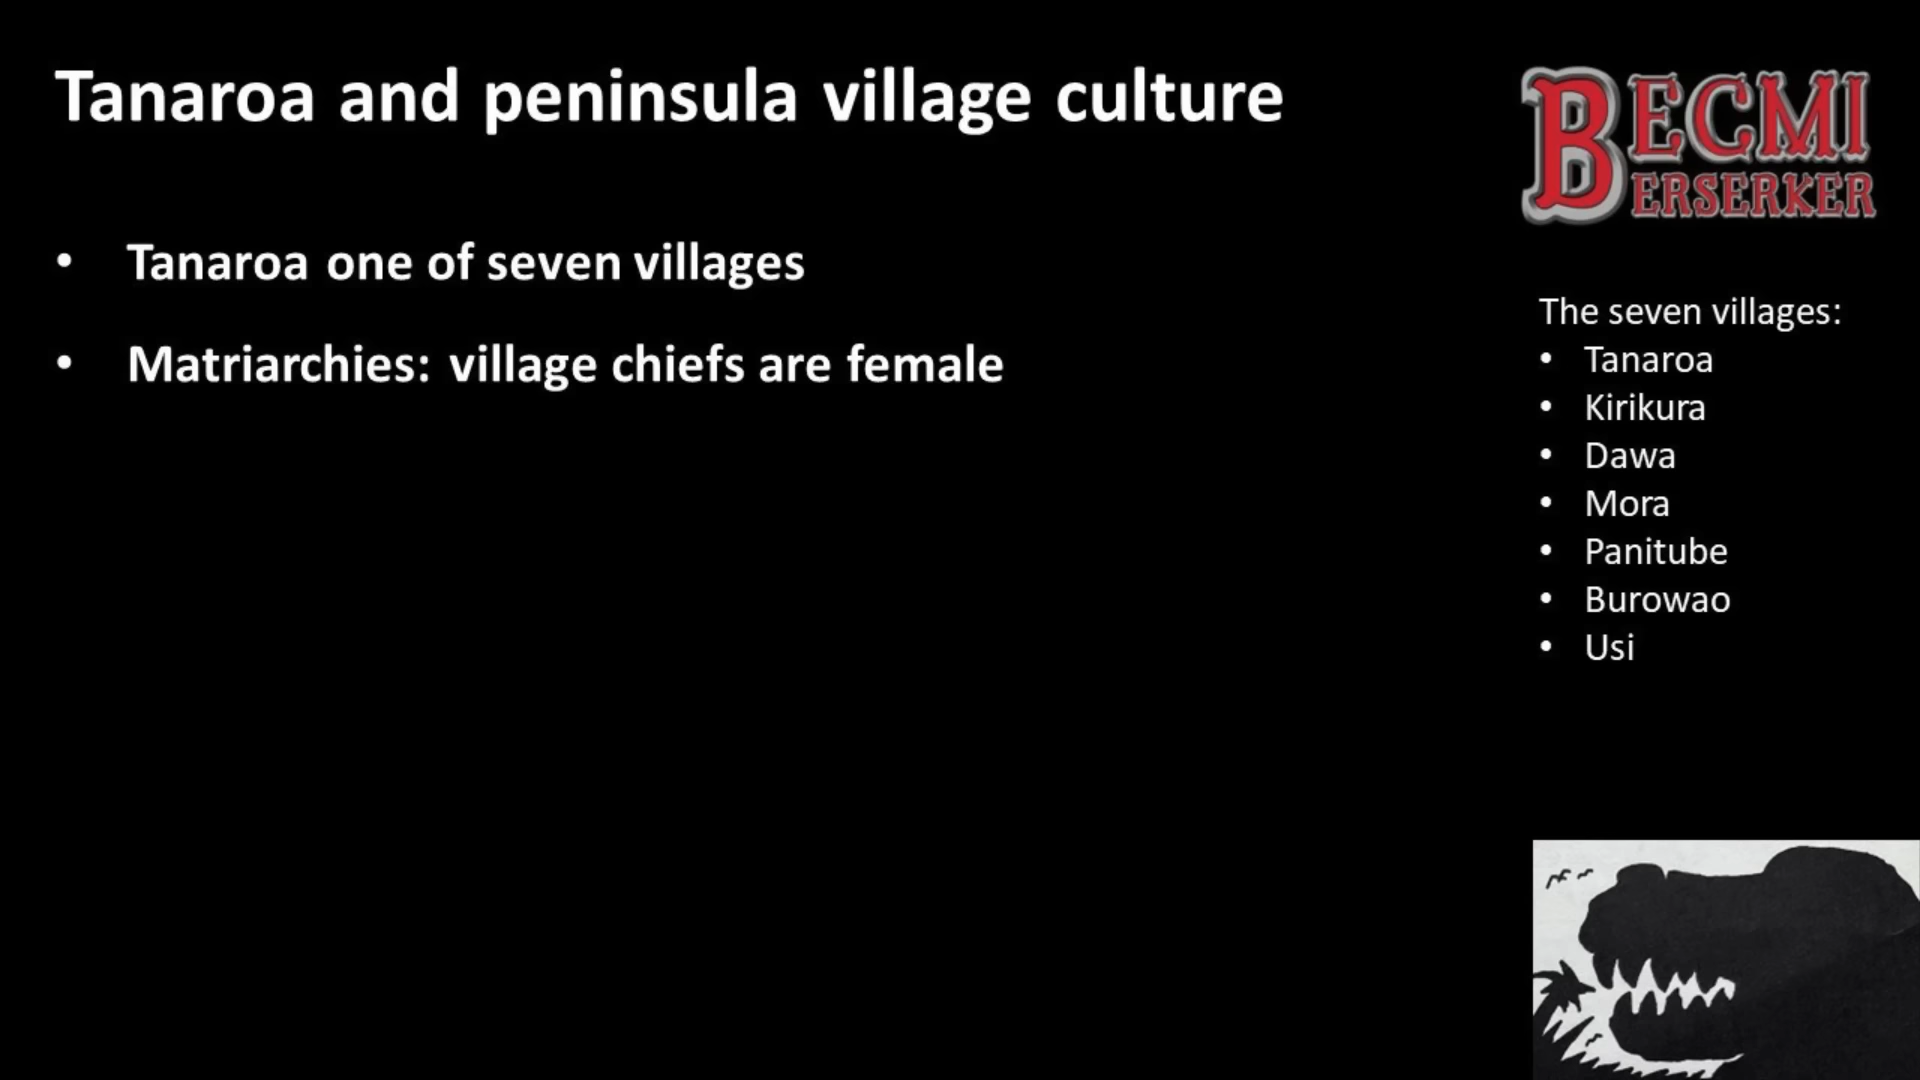 Tanaroa and peninsula village culture
• Tanaroa one of seven villages
• Matriarchies: village chiefs are female
BECMI
BERSERKER
The seven villages:
• Tanaroa
• Kirikura
• Dawa
• Mora
• Panitube
• Burowao
• Usi